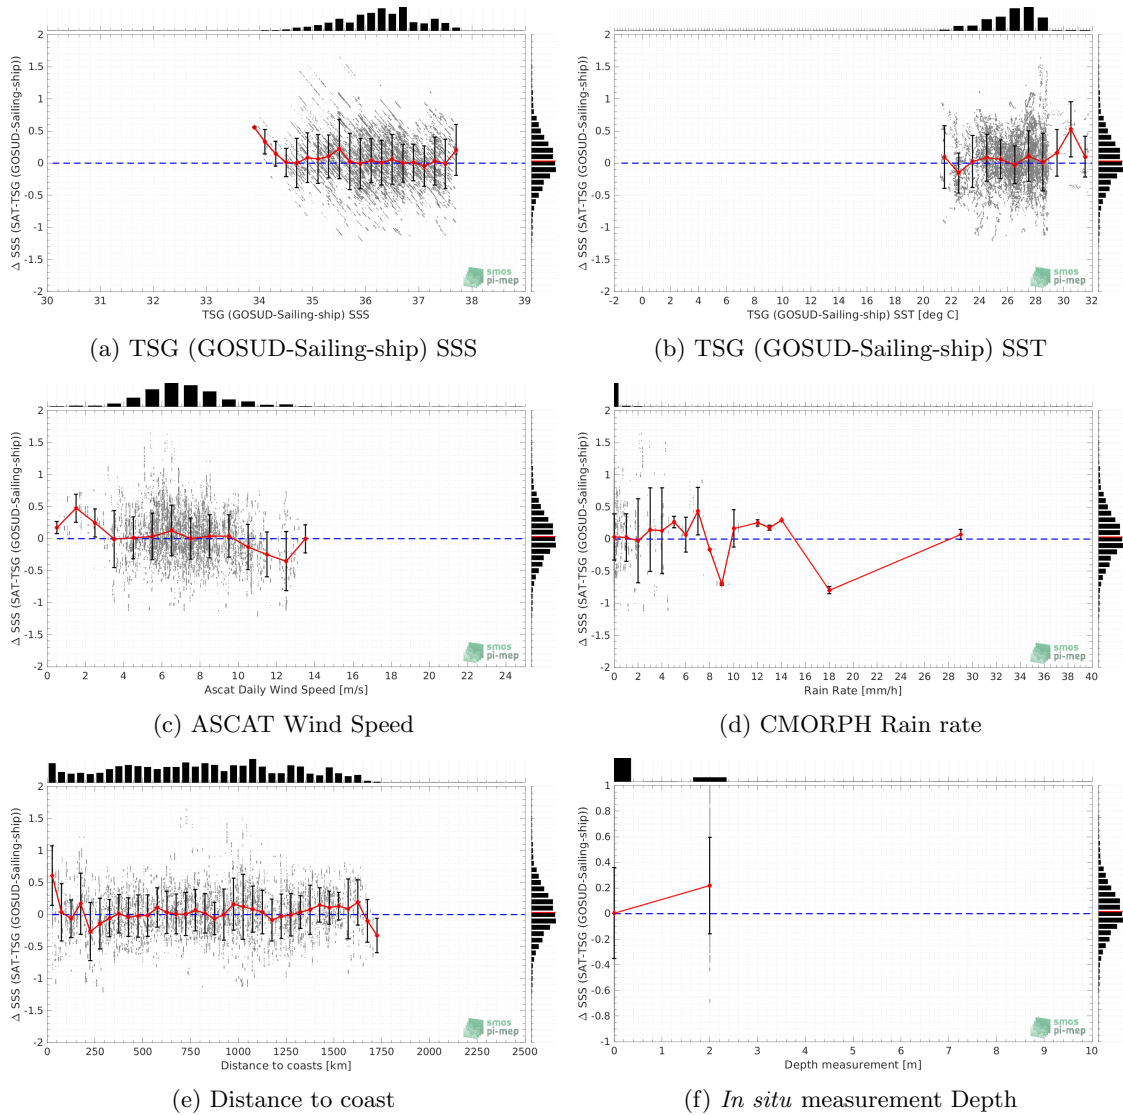 Δ SSS (SAT-TSG (GOSUD-Sailing-ship))
2
1.5
1
0.5
0
-0.5
-1
-1.5
-2
30 31 32 33 34 35 36 37 38 39
TSG (GOSUD-Sailing-ship) SSS
smos
pi-mep
(a) TSG (GOSUD-Sailing-ship) SSS
Δ SSS (SAT-TSG (GOSUD-Sailing-ship))
2
1.5
1
0.5
0
-0.5
-1
-1.5
-2
-2 0 2 4 6 8 10 12 14 16 18 20 22 24 26 28 30 32
TSG (GOSUD-Sailing-ship) SST [deg C]
smos
pi-mep
(b) TSG (GOSUD-Sailing-ship) SST
Δ SSS (SAT-TSG (GOSUD-Sailing-ship))
2
1.5
1
0.5
0
-0.5
-1
-1.5
-2
0 2 4 6 8 10 12 14 16 18 20 22 24
Ascat Daily Wind Speed [m/s]
smos
pi-mep
(c) ASCAT Wind Speed
Δ SSS (SAT-TSG (GOSUD-Sailing-ship))
2
1.5
1
0.5
0
-0.5
-1
-1.5
-2
0 2 4 6 8 10 12 14 16 18 20 22 24 26 28 30 32 34 36 38 40
Rain Rate [mm/h]
smos
pi-mep
(d) CMORPH Rain rate
Δ SSS (SAT-TSG (GOSUD-Sailing-ship))
2
1.5
1
0.5
0
-0.5
-1
-1.5
-2
0 250 500 750 1000 1250 1500 1750 2000 2250 2500
Distance to coasts [km]
smos
pi-mep
(e) Distance to coast
Δ SSS (SAT-TSG (GOSUD-Sailing-ship))
1
0.8
0.6
0.4
0.2
0
-0.2
-0.4
-0.6
-0.8
-1
0 1 2 3 4 5 6 7 8 9 10
Depth measurement [m]
smos
pi-mep
(f) In situ measurement Depth